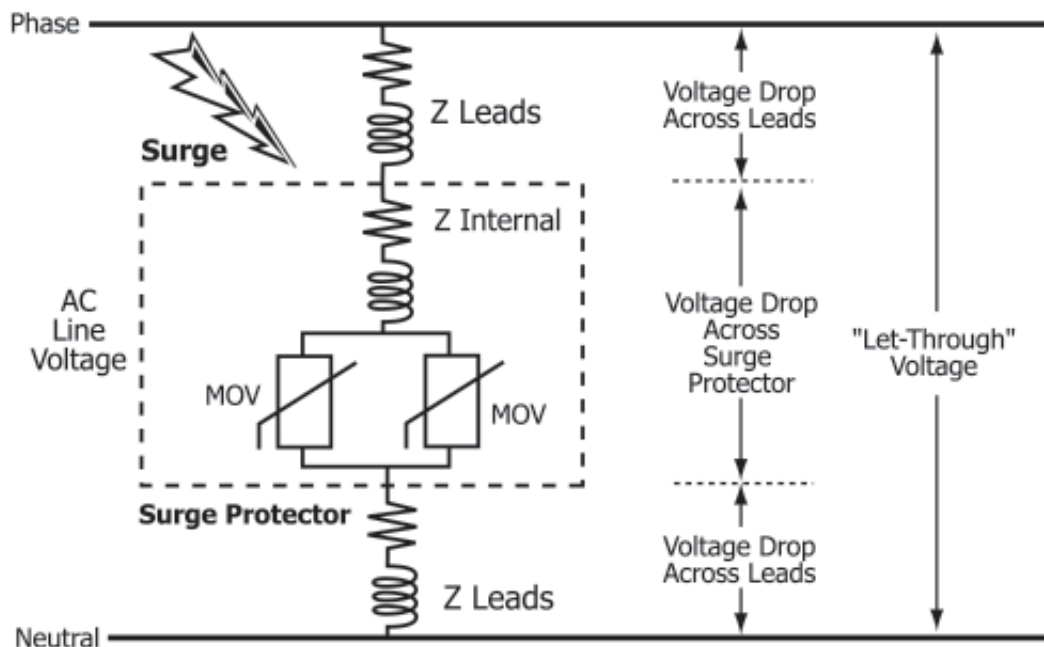 Phase
Z Leads
Voltage Drop
Across Leads
Surge
Z Internal
AC
Line
Voltage
Voltage Drop
Across
Surge
Protector
"Let-Through"
Voltage
MOV
MOV
Surge Protector
Voltage Drop
Across Leads
Z Leads
Neutral